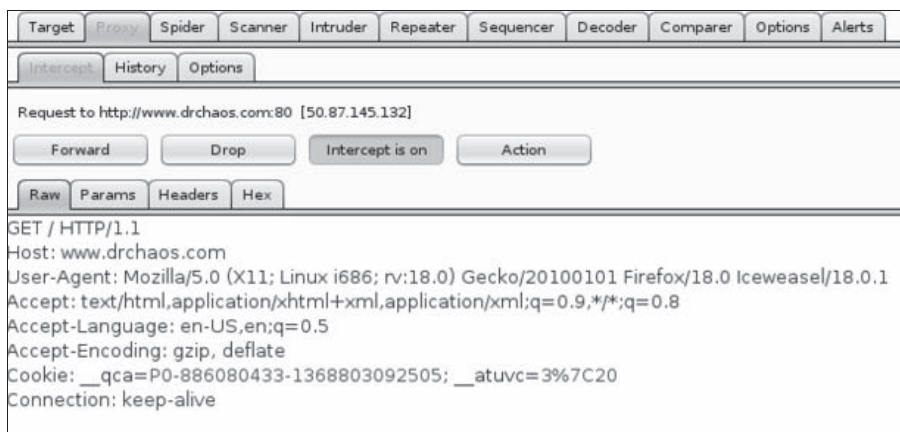 Target Proxy Spider Scanner Intruder Repeater Sequencer Decoder Comparer Options Alerts
Intercept History Options
Request to http://www.drchaos.com:80 [50.87.145.132]
Forward Drop Intercept is on Action
Raw Params Headers Hex
GET / HTTP/1.1
Host: www.drchaos.com
User-Agent: Mozilla/5.0 (X11; Linux i686; rv:18.0) Gecko/20100101 Firefox/18.0 Iceweasel/18.0.1
Accept: text/html,application/xhtml+xml,application/xml;q=0.9,*/*;q=0.8
Accept-Language: en-US,en;q=0.5
Accept-Encoding: gzip, deflate
Cookie: __qca=P0-886080433-1368803092505; __atuvc=3%7C20
Connection: keep-alive